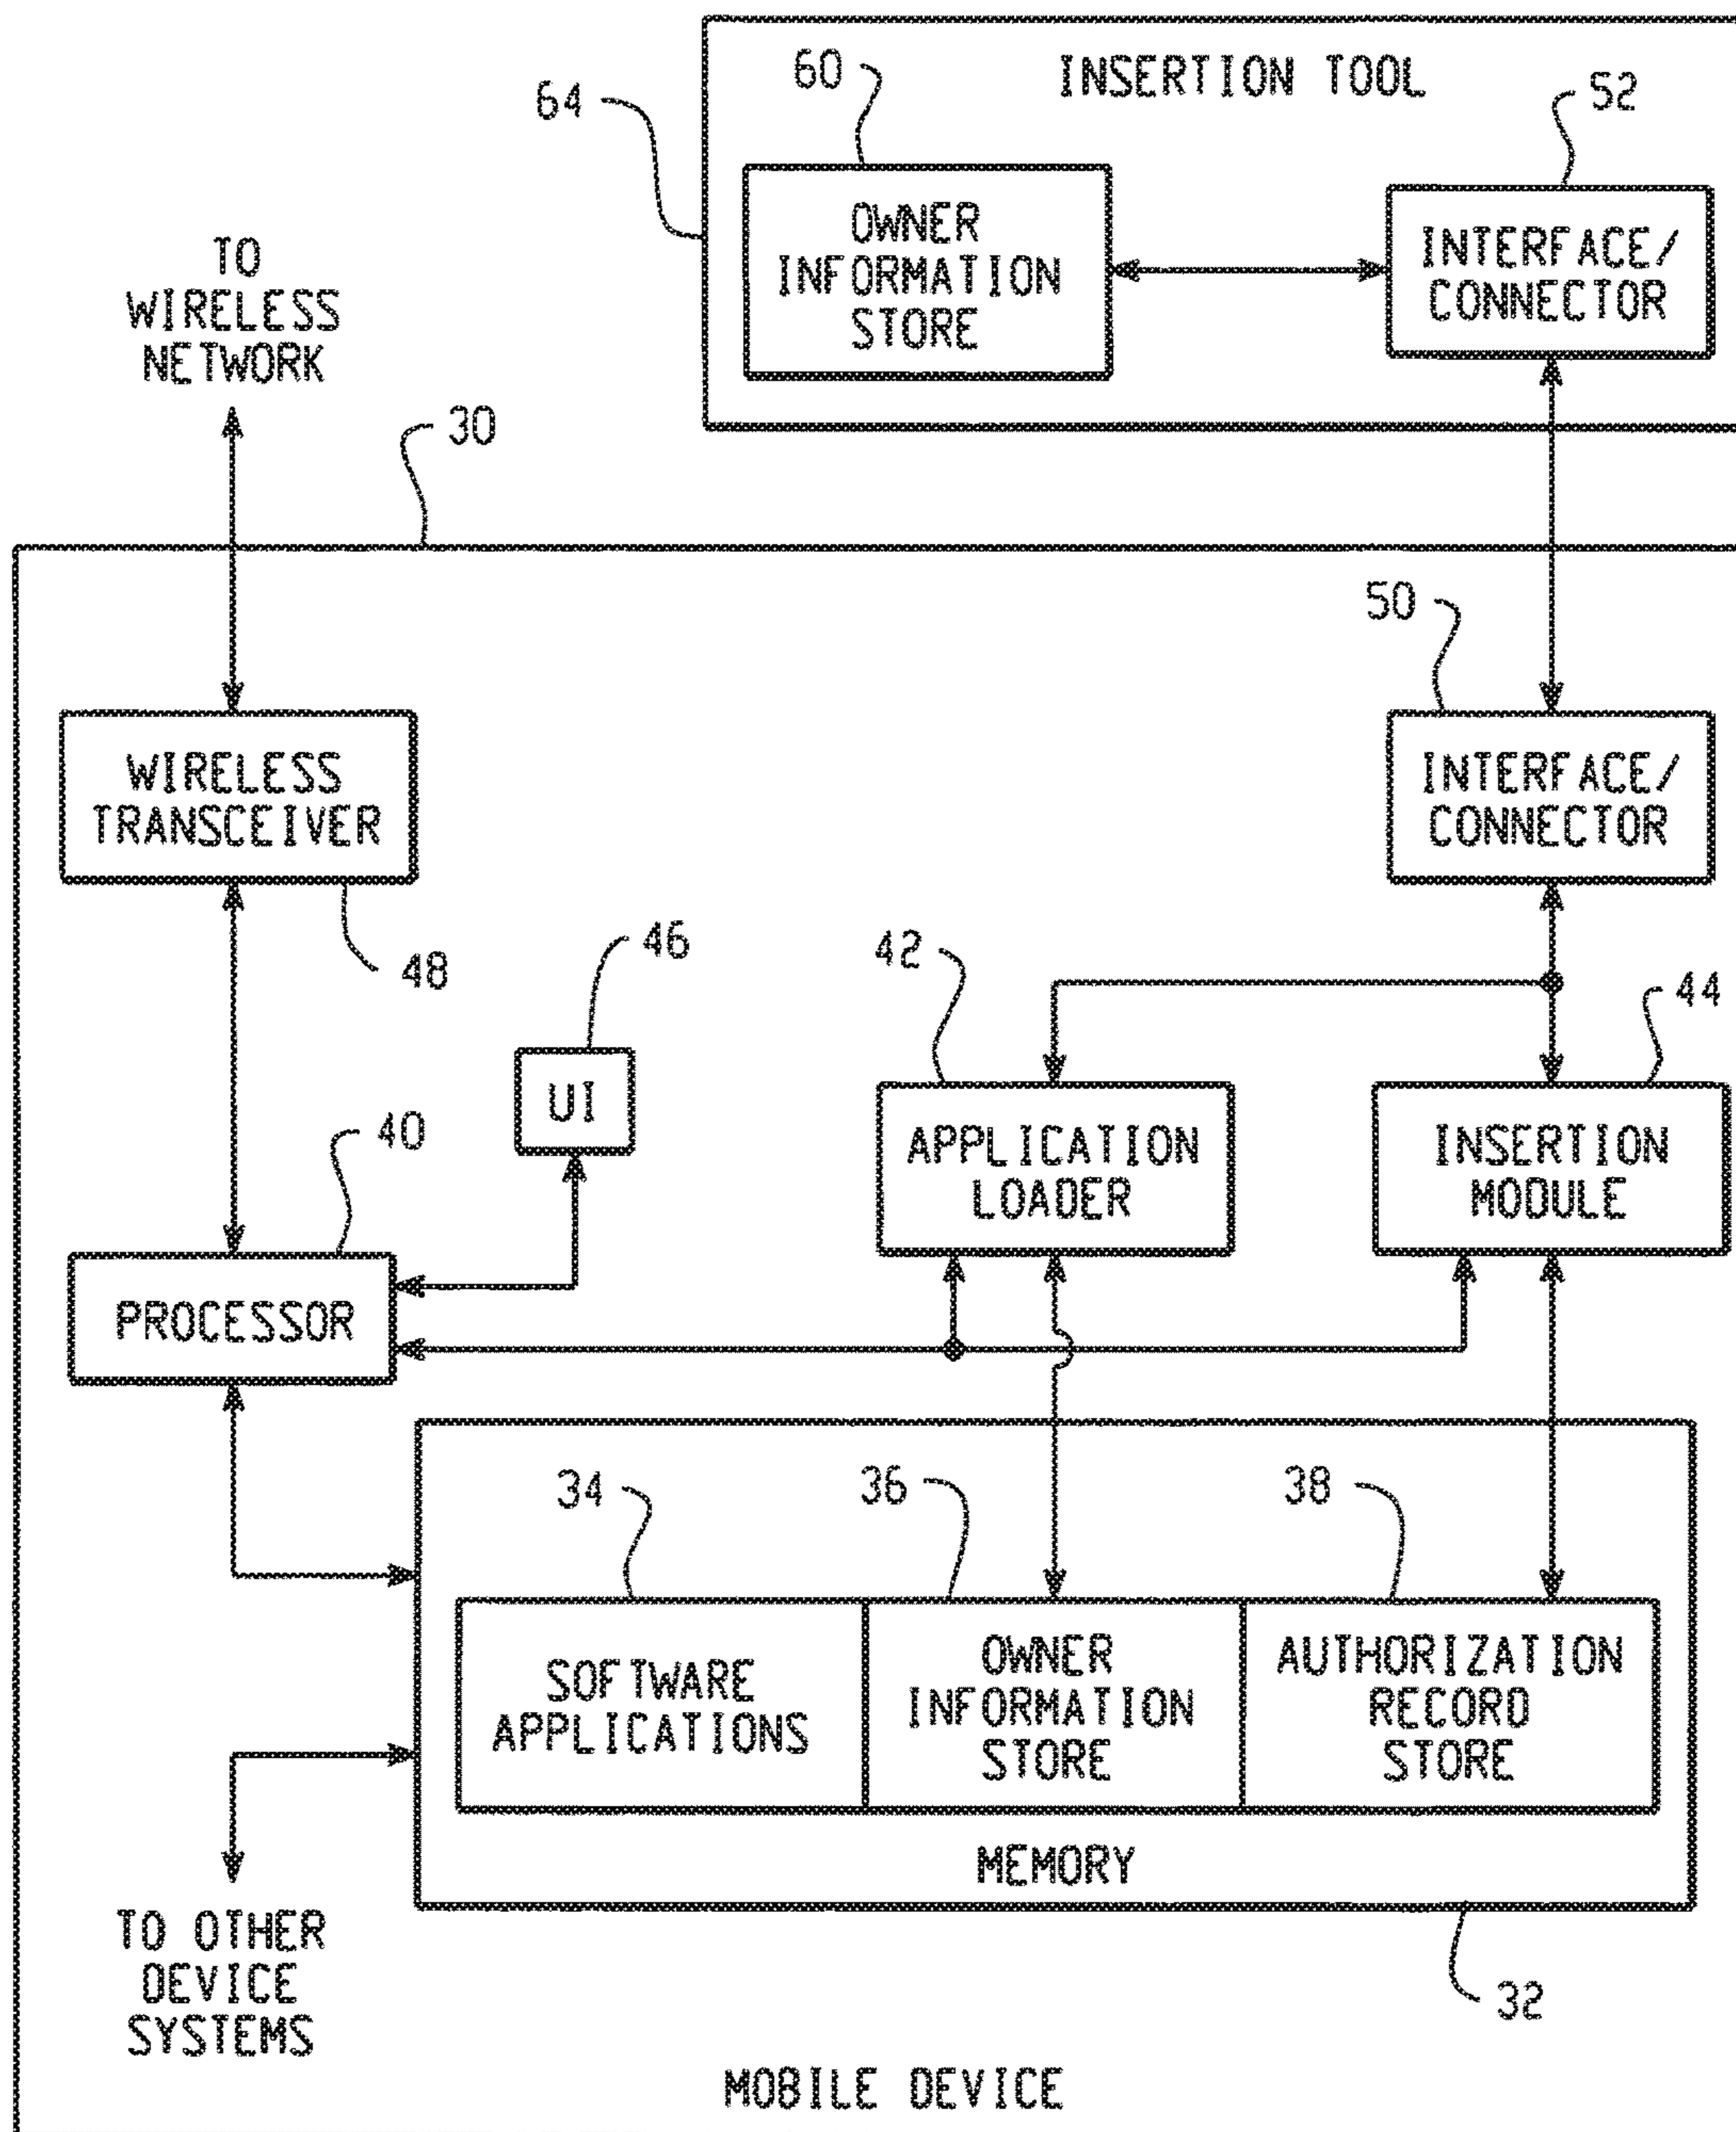 INSERTION TOOL
60
64
52
OWNER
INFORMATION
STORE
INTERFACE/
CONNECTOR
TO
WIRELESS
NETWORK
30
50
WIRELESS
TRANSCEIVER
INTERFACE/
CONNECTOR
48
46
42
44
UI
40
APPLICATION
LOADER
INSERTION
MODULE
PROCESSOR
34
36
38
SOFTWARE
APPLICATIONS
OWNER
INFORMATION
STORE
AUTHORIZATION
RECORD
STORE
MEMORY
TO OTHER
DEVICE
SYSTEMS
32
MOBILE DEVICE